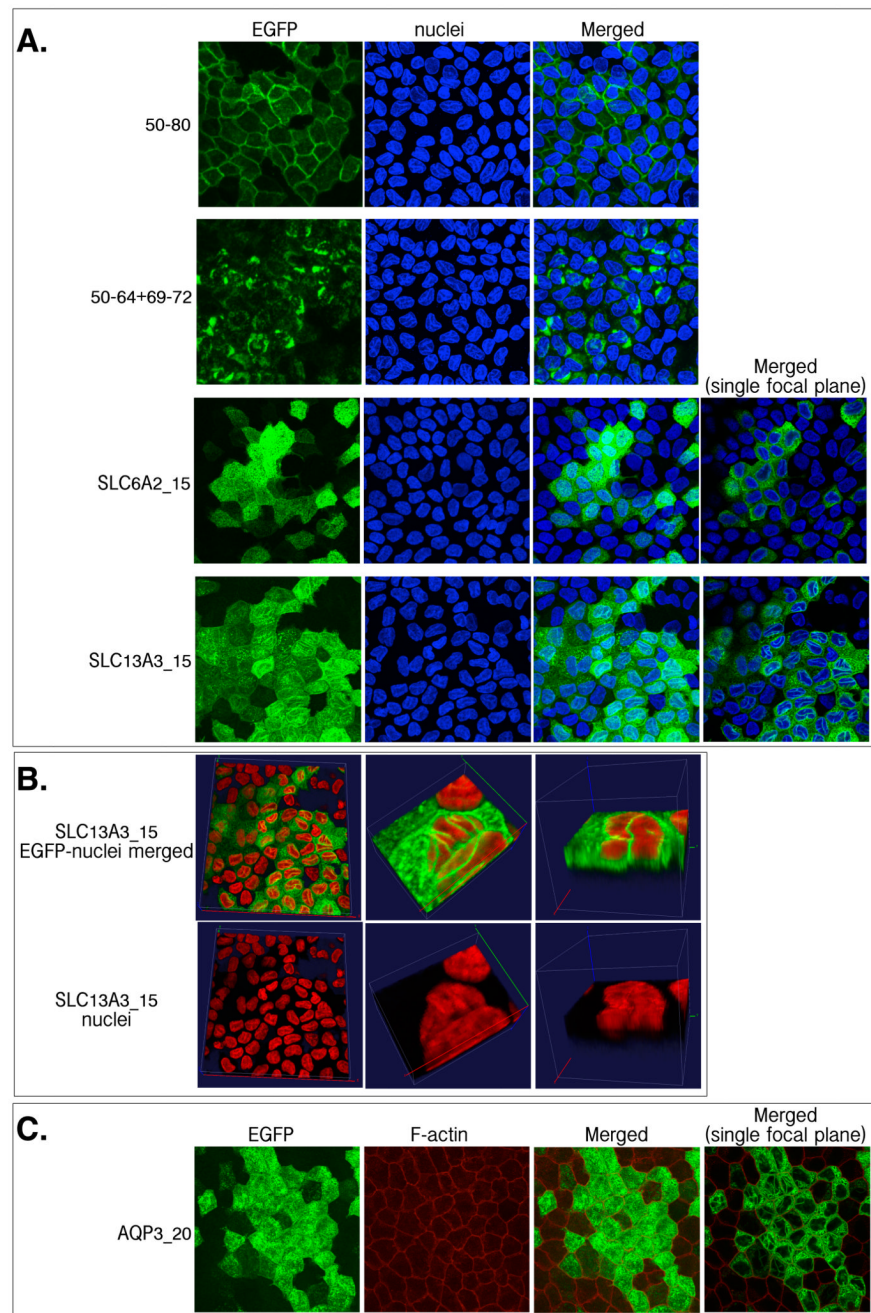 A.
EGFP
nuclei
Merged
50-80
50-64+69-72
Merged
(single focal plane)
SLC6A2_15
SLC13A3_15
B.
SLC13A3_15
EGFP-nuclei merged
SLC13A3_15
nuclei
C.
EGFP
F-actin
Merged
Merged
(single focal plane)
AQP3_20